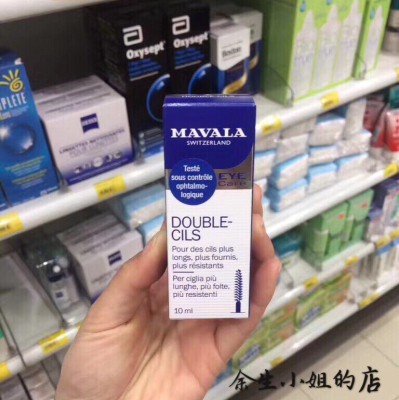 Oxysept
Oxysept
PLETE
ZEISS
MAVALA
SWITZERLAND
Testé
sous contrôle
ophtalmo-
logique
EYE
Care
DOUBLE-
CILS
Pour des cils plus
longs, plus fournis,
plus résistants
Per ciglia più
lunghe, più folte,
più resistenti
10 ml
余生小姐的店